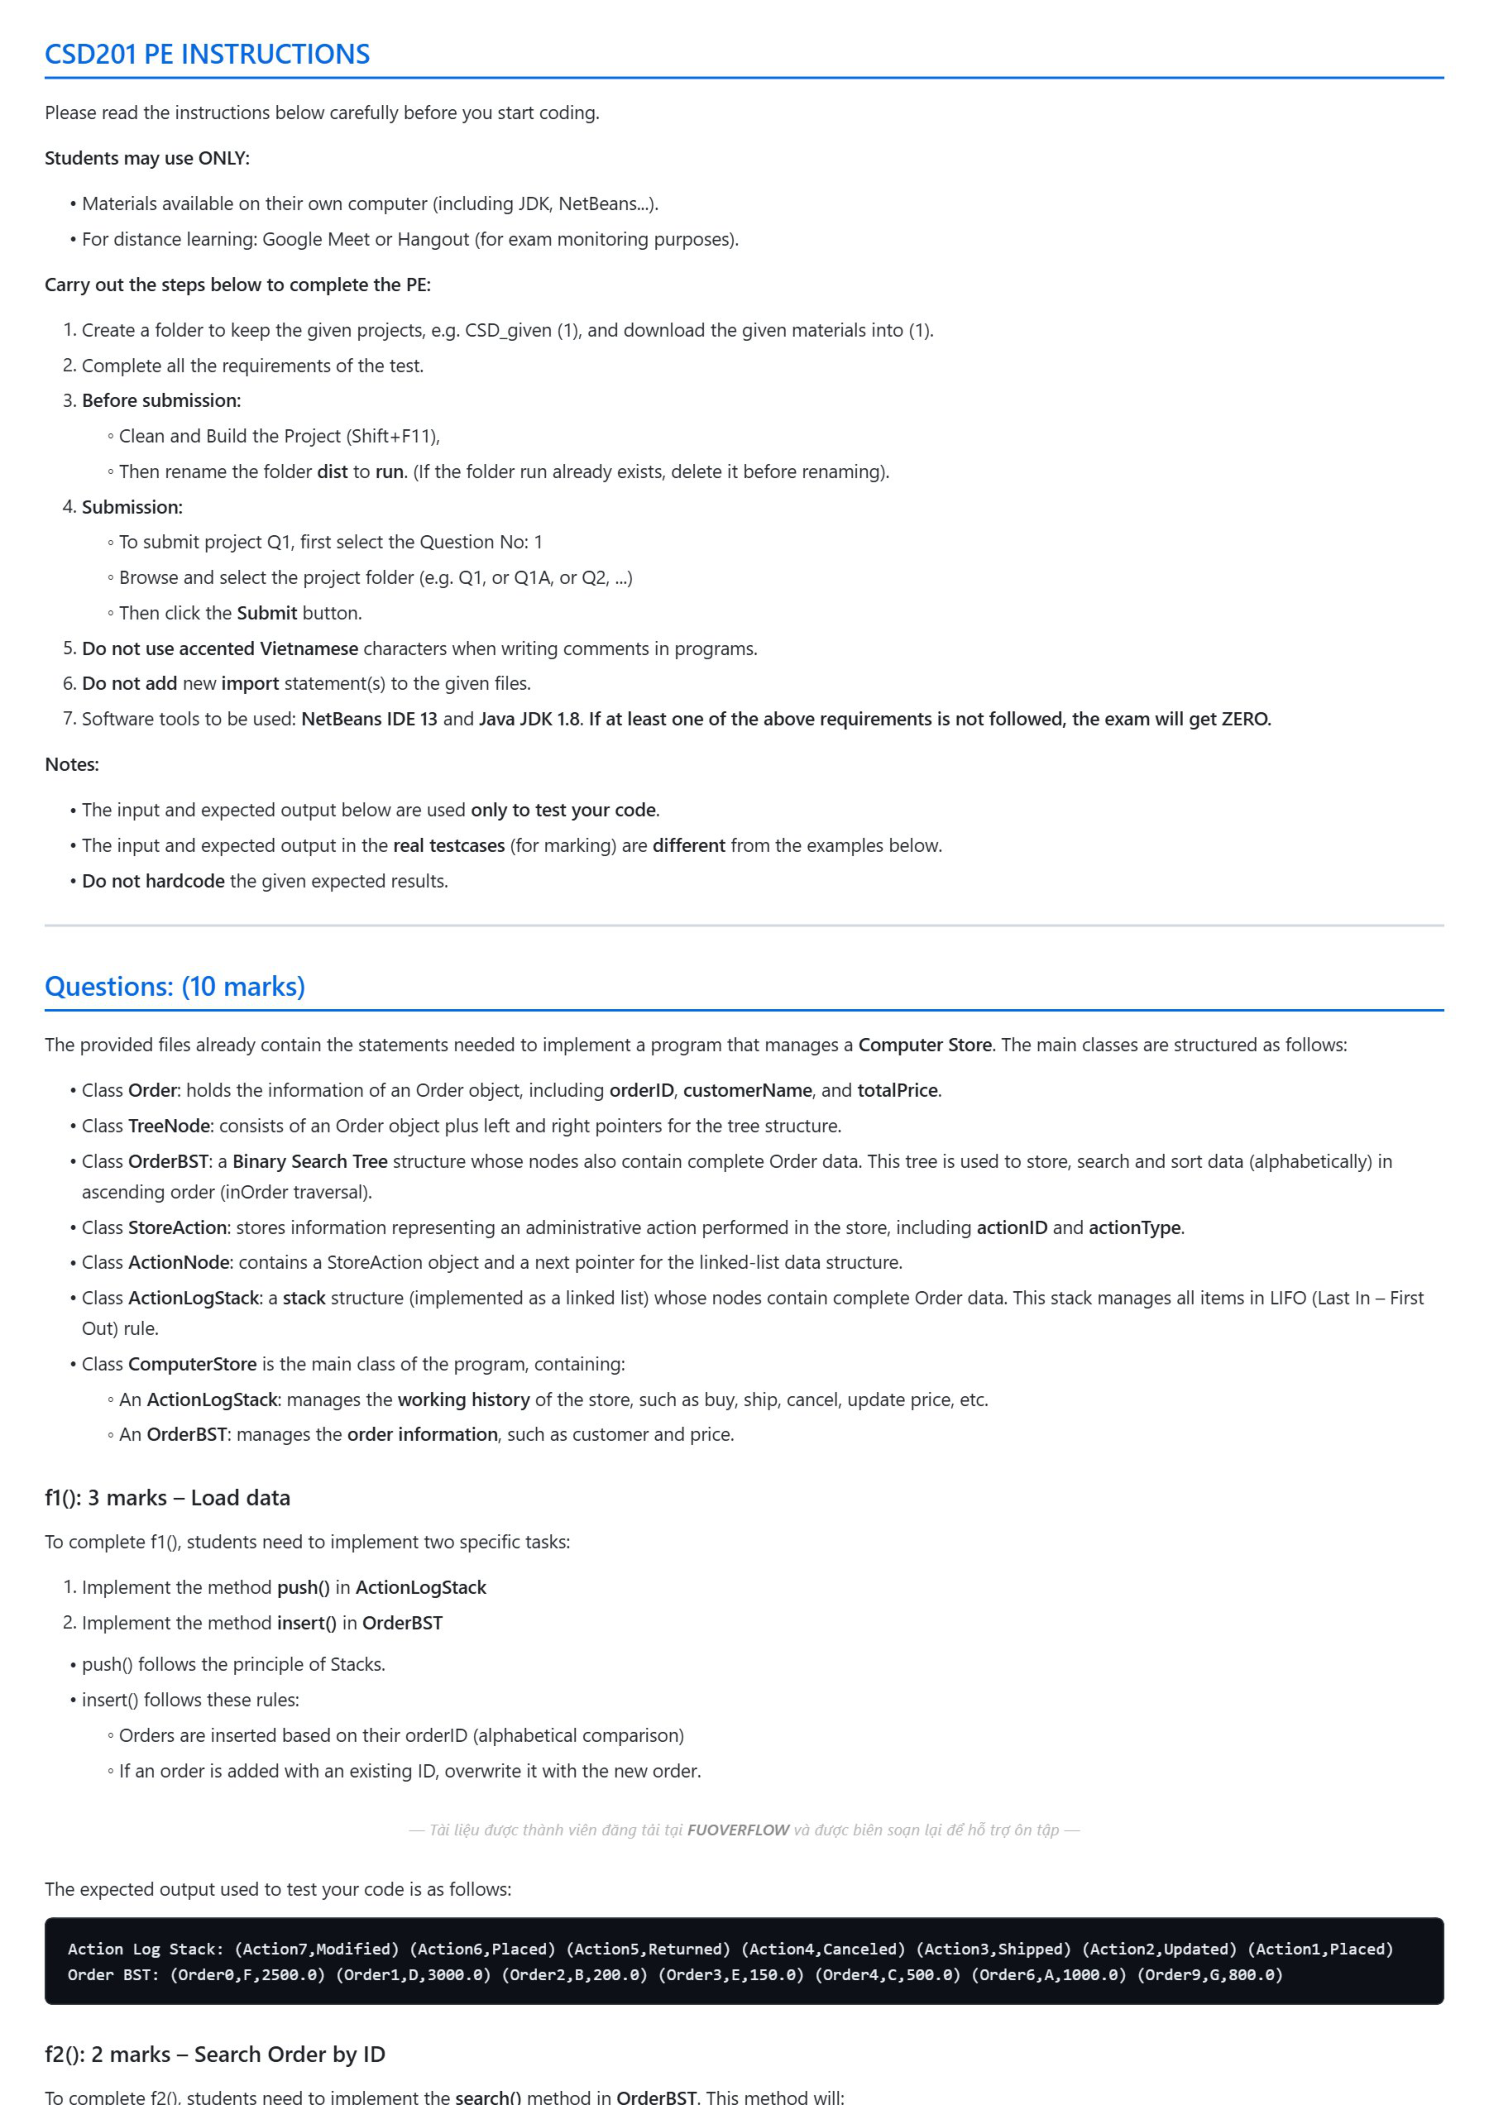 CSD201 PE INSTRUCTIONS
Please read the instructions below carefully before you start coding.
Students may use ONLY:
• Materials available on their own computer (including JDK, NetBeans...).
• For distance learning: Google Meet or Hangout (for exam monitoring purposes).
Carry out the steps below to complete the PE:
1. Create a folder to keep the given projects, e.g. CSD_given (1), and download the given materials into (1).
2. Complete all the requirements of the test.
3. Before submission:
◦ Clean and Build the Project (Shift+F11),
◦ Then rename the folder dist to run. (If the folder run already exists, delete it before renaming).
4. Submission:
◦ To submit project Q1, first select the Question No: 1
◦ Browse and select the project folder (e.g. Q1, or Q1A, or Q2, ...)
◦ Then click the Submit button.
5. Do not use accented Vietnamese characters when writing comments in programs.
6. Do not add new import statement(s) to the given files.
7. Software tools to be used: NetBeans IDE 13 and Java JDK 1.8. If at least one of the above requirements is not followed, the exam will get ZERO.
Notes:
• The input and expected output below are used only to test your code.
• The input and expected output in the real testcases (for marking) are different from the examples below.
• Do not hardcode the given expected results.
Questions: (10 marks)
The provided files already contain the statements needed to implement a program that manages a Computer Store. The main classes are structured as follows:
• Class Order: holds the information of an Order object, including orderID, customerName, and totalPrice.
• Class TreeNode: consists of an Order object plus left and right pointers for the tree structure.
• Class OrderBST: a Binary Search Tree structure whose nodes also contain complete Order data. This tree is used to store, search and sort data (alphabetically) in
ascending order (inOrder traversal).
• Class StoreAction: stores information representing an administrative action performed in the store, including actionID and actionType.
• Class ActionNode: contains a StoreAction object and a next pointer for the linked-list data structure.
• Class ActionLogStack: a stack structure (implemented as a linked list) whose nodes contain complete Order data. This stack manages all items in LIFO (Last In – First
Out) rule.
• Class ComputerStore is the main class of the program, containing:
◦ An ActionLogStack: manages the working history of the store, such as buy, ship, cancel, update price, etc.
◦ An OrderBST: manages the order information, such as customer and price.
f1(): 3 marks – Load data
To complete f1(), students need to implement two specific tasks:
1. Implement the method push() in ActionLogStack
2. Implement the method insert() in OrderBST
• push() follows the principle of Stacks.
• insert() follows these rules:
◦ Orders are inserted based on their orderID (alphabetical comparison)
◦ If an order is added with an existing ID, overwrite it with the new order.
— Tài liệu được thành viên đăng tải tại FUOVERFLOW và được biên soạn lại để hỗ trợ ôn tập —
The expected output used to test your code is as follows:
Action Log Stack: (Action7,Modified) (Action6,Placed) (Action5,Returned) (Action4,Canceled) (Action3,Shipped) (Action2,Updated) (Action1,Placed)
Order BST: (Order0,F,2500.0) (Order1,D,3000.0) (Order2,B,200.0) (Order3,E,150.0) (Order4,C,500.0) (Order6,A,1000.0) (Order9,G,800.0)
f2(): 2 marks – Search Order by ID
To complete f2(), students need to implement the search() method in OrderBST. This method will: